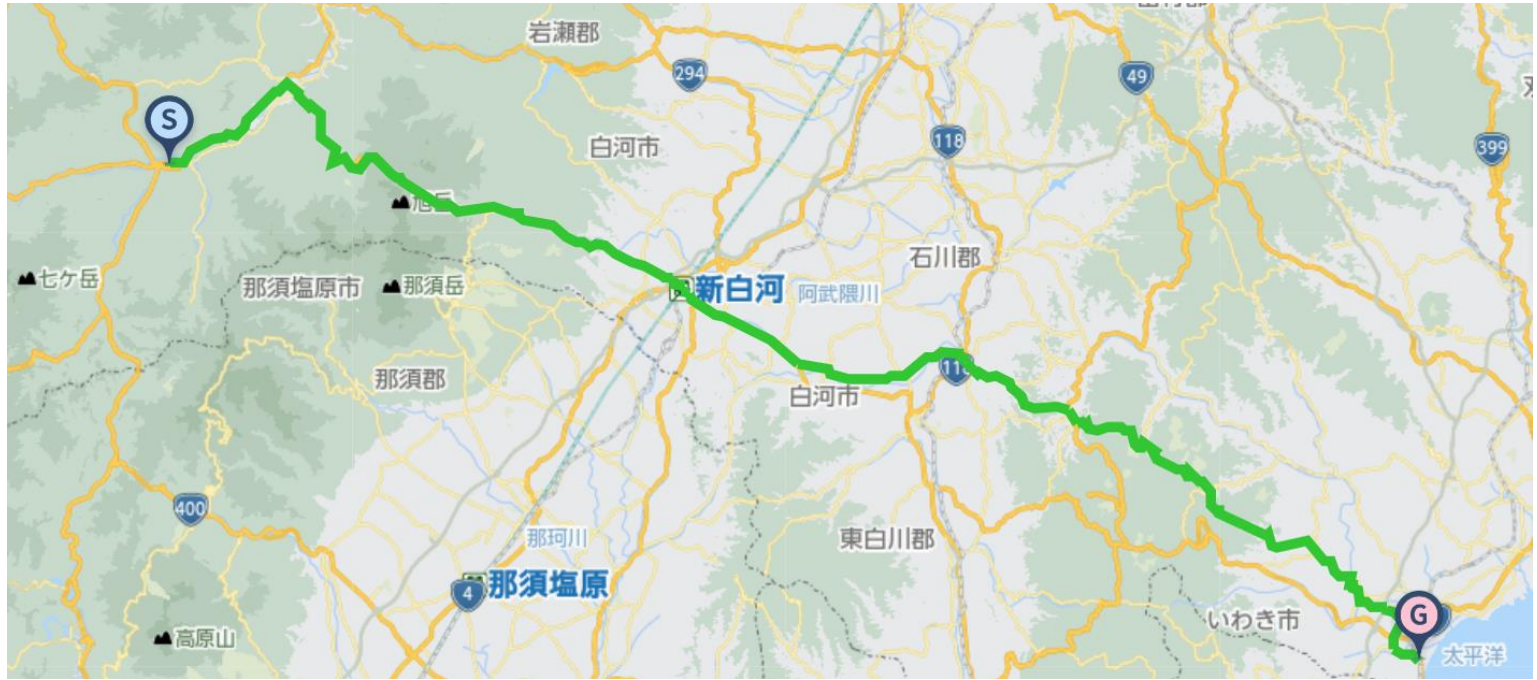 岩瀬郡
294
49
S
118
399
白河市
旭岳
石川郡
七ケ岳
那須塩原市
那須岳
新白河
阿武隈川
那須郡
118
白河市
400
那珂川
東白川郡
4
那須塩原
G
いわき市
高原山
太平洋